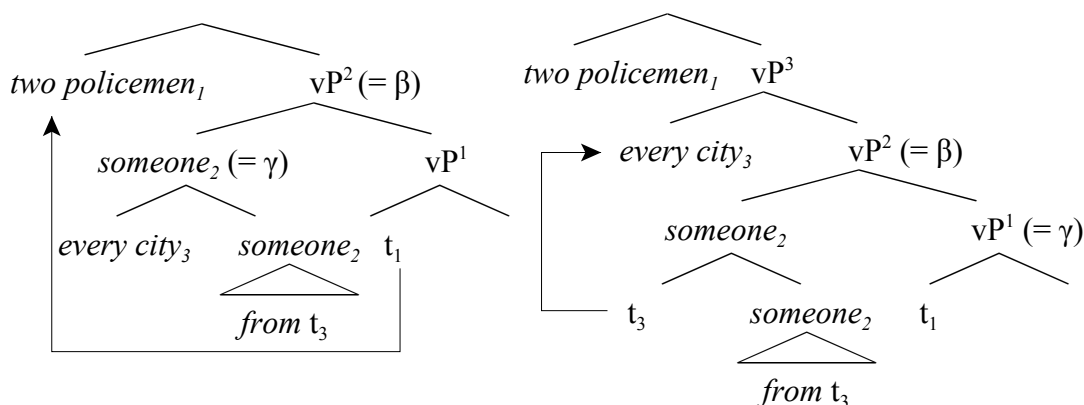 two policemen₁ vP² (= β)
someone₂ (= γ) vP¹
every city₃ someone₂ t₁
from t₃
two policemen₁ vP³
every city₃ vP² (= β)
someone₂ vP¹ (= γ)
t₃ someone₂ t₁
from t₃